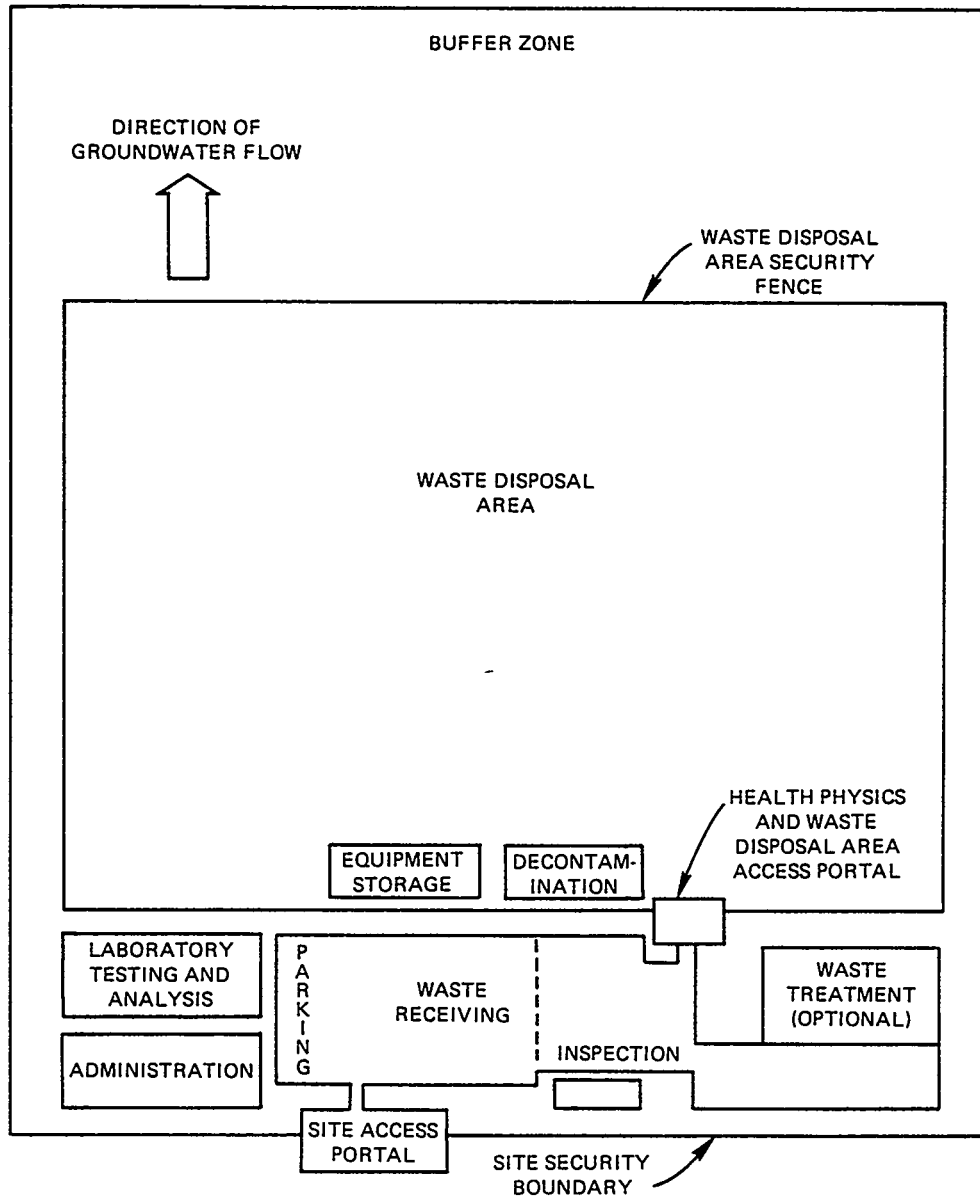 BUFFER ZONE
DIRECTION OF
GROUNDWATER FLOW
WASTE DISPOSAL
AREA SECURITY
FENCE
WASTE DISPOSAL
AREA
HEALTH PHYSICS
AND WASTE
DISPOSAL AREA
ACCESS PORTAL
EQUIPMENT
STORAGE
DECONTAM-
INATION
LABORATORY
TESTING AND
ANALYSIS
PARKING
WASTE
RECEIVING
WASTE
TREATMENT
(OPTIONAL)
INSPECTION
ADMINISTRATION
SITE ACCESS
PORTAL
SITE SECURITY
BOUNDARY